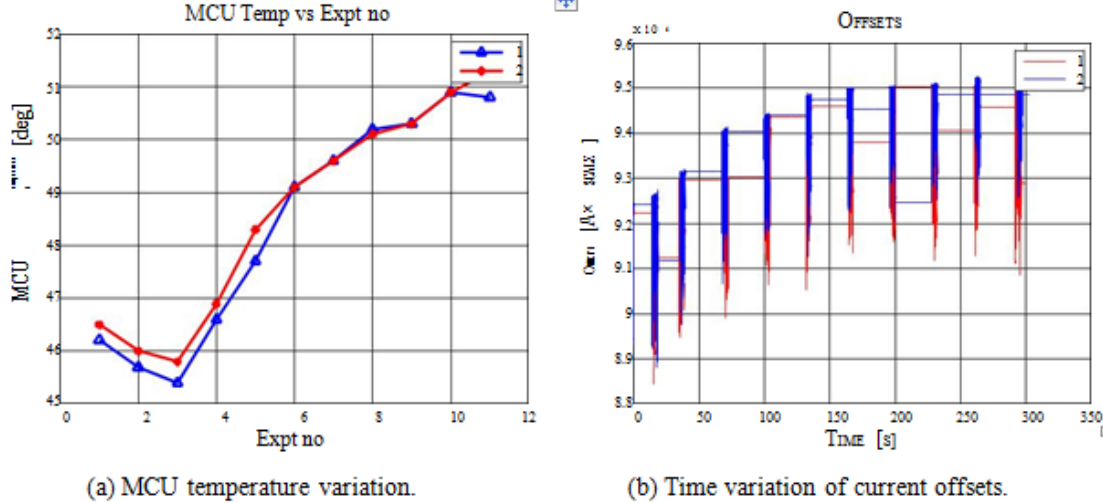 MCU Temp vs Expt no
52
51
50
49
48
47
46
45
MCU [deg]
1
2
0 2 4 6 8 10 12
Expt no
(a) MCU temperature variation.
OFFSETS
9.6
9.5
9.4
9.3
9.2
9.1
9
8.9
8.8
1
2
0 50 100 150 200 250 300 350
TIME [s]
(b) Time variation of current offsets.